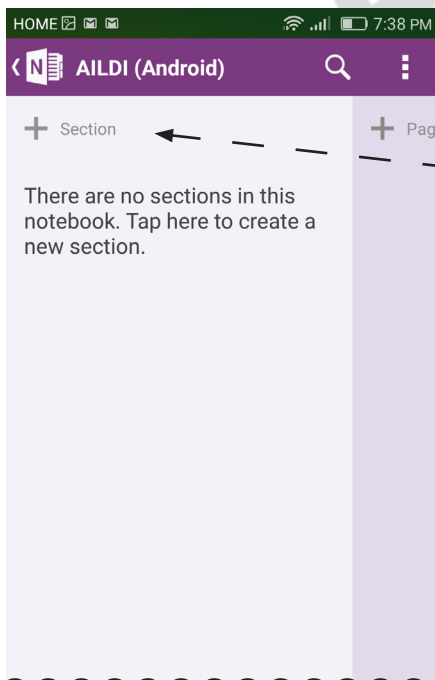 HOME 7:38 PM
N AILDI (Android)
+ Section
+ Pag
There are no sections in this
notebook. Tap here to create a
new section.